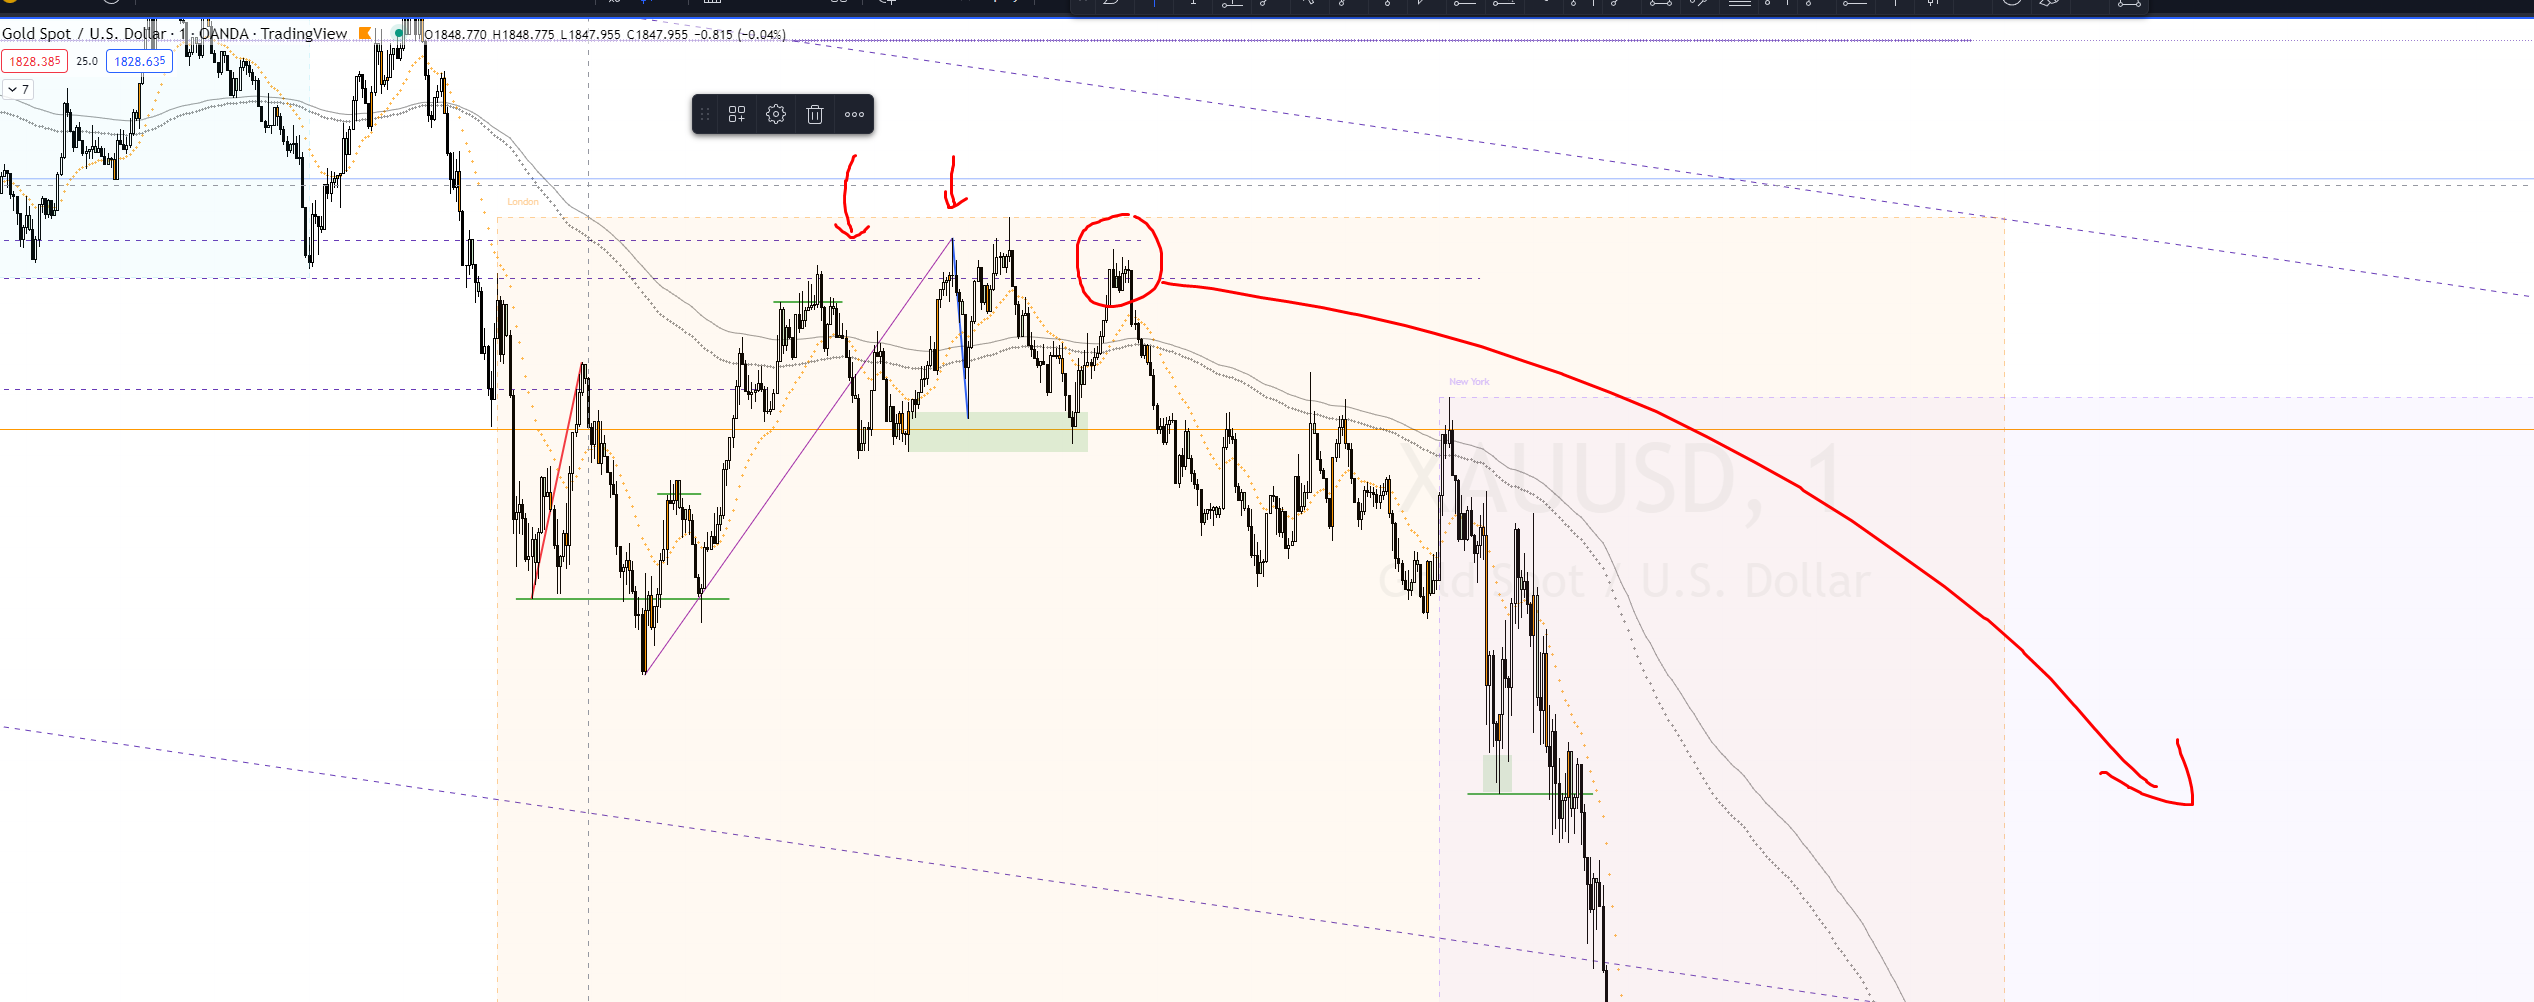 Gold Spot / U.S. Dollar · 1 · OANDA · TradingView O1848.770 H1848.775 L1847.955 C1847.955 −0.815 (−0.04%)
1828.385 25.0 1828.635
7
London
New York
XAUUSD, 1
Gold Spot / U.S. Dollar